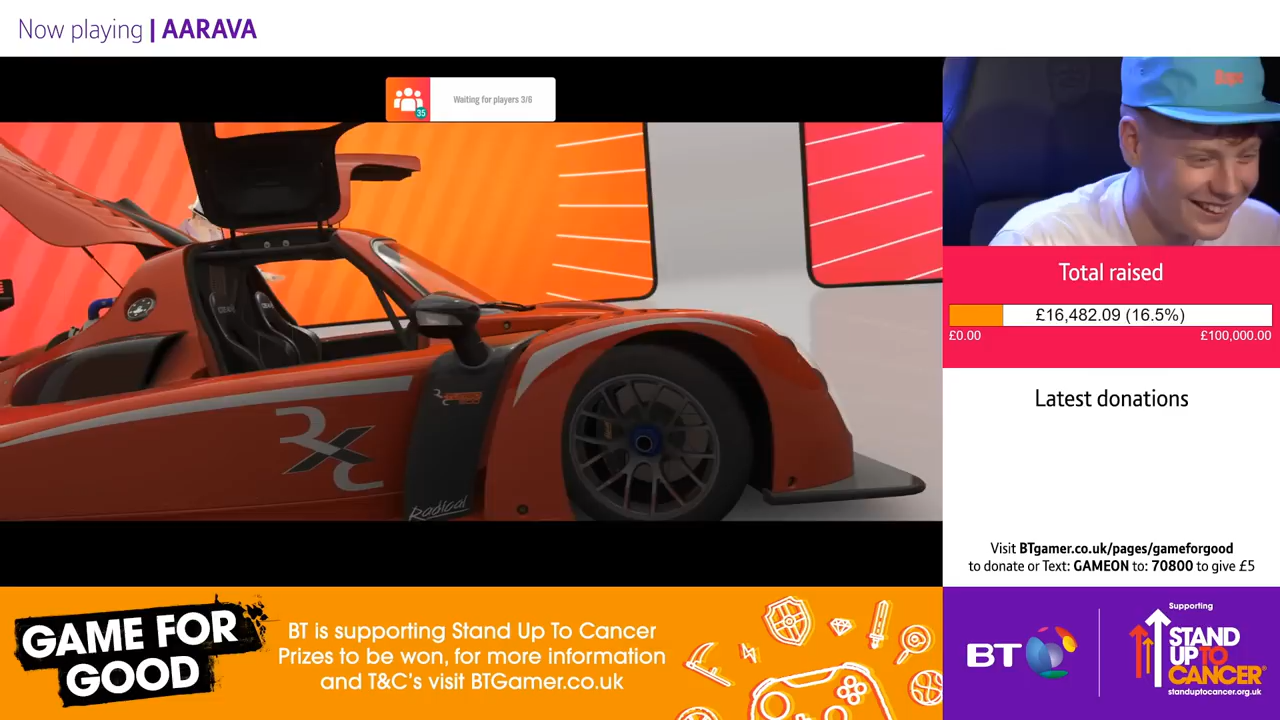 Now playing | AARAVA
35
Waiting for players 3/6
RXC
Radical
Total raised
£16,482.09 (16.5%)
£0.00
£100,000.00
Latest donations
Visit BTgamer.co.uk/pages/gameforgood
to donate or Text: GAMEON to: 70800 to give £5
GAME FOR
GOOD
BT is supporting Stand Up To Cancer
Prizes to be won, for more information
and T&C's visit BTGamer.co.uk
BT
Supporting
STAND
UP TO
CANCER
standuptocancer.org.uk